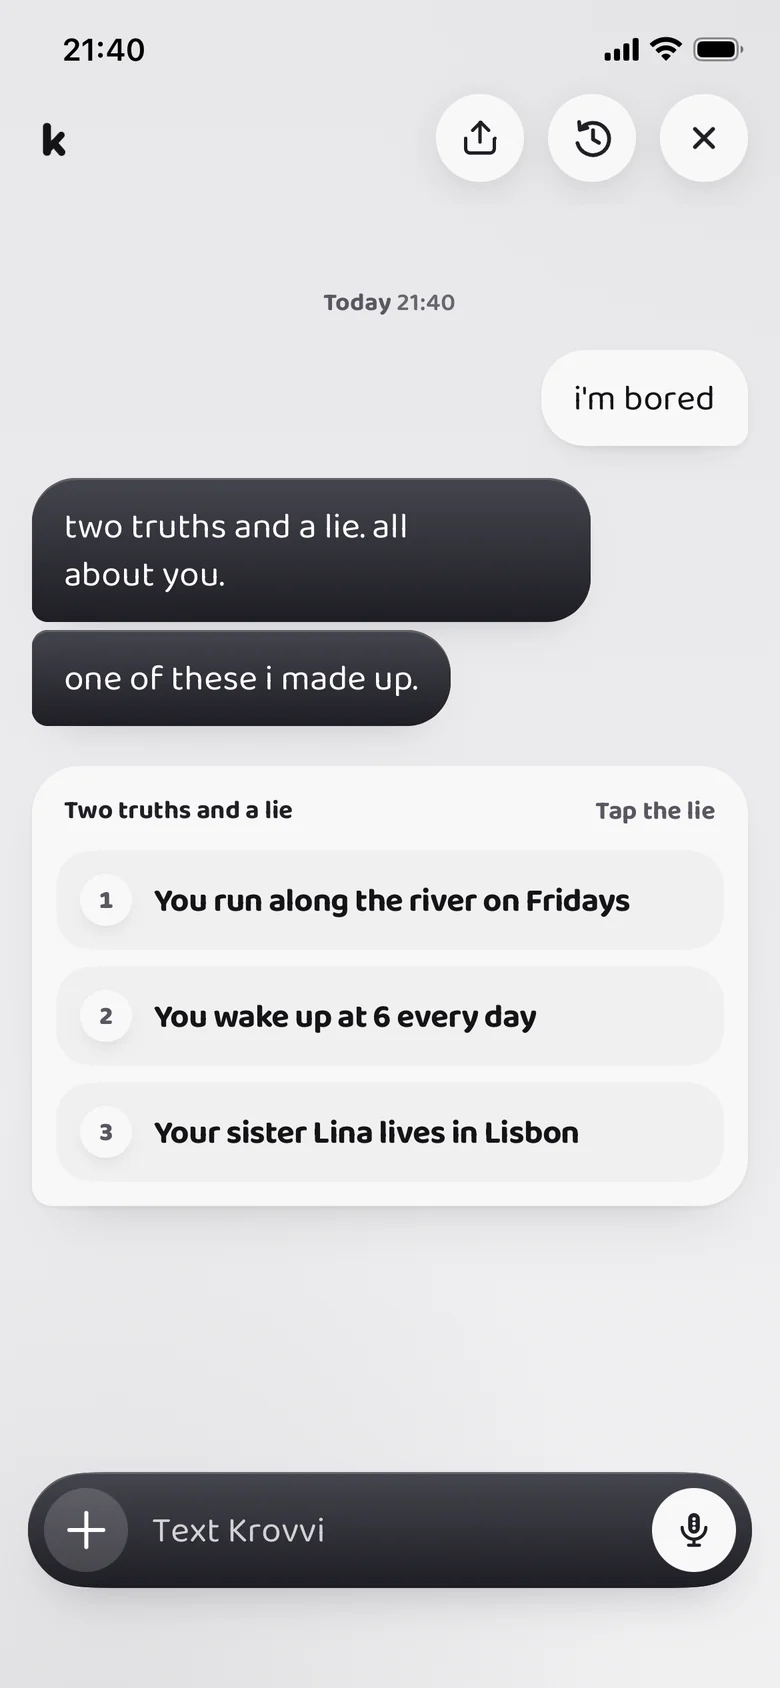 21:40
k
Today 21:40
i'm bored
two truths and a lie. all
about you.
one of these i made up.
Two truths and a lie
Tap the lie
1 You run along the river on Fridays
2 You wake up at 6 every day
3 Your sister Lina lives in Lisbon
Text Krovvi